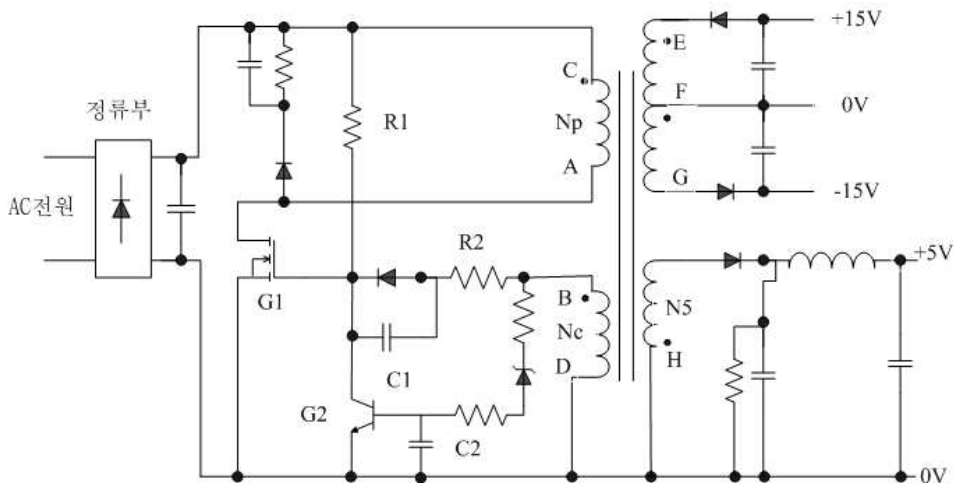 +15V
E
C
정류부
F
0V
R1
Np
A
G
-15V
AC전원
R2
+5V
G1
B
Nc
N5
D
H
C1
G2
C2
0V